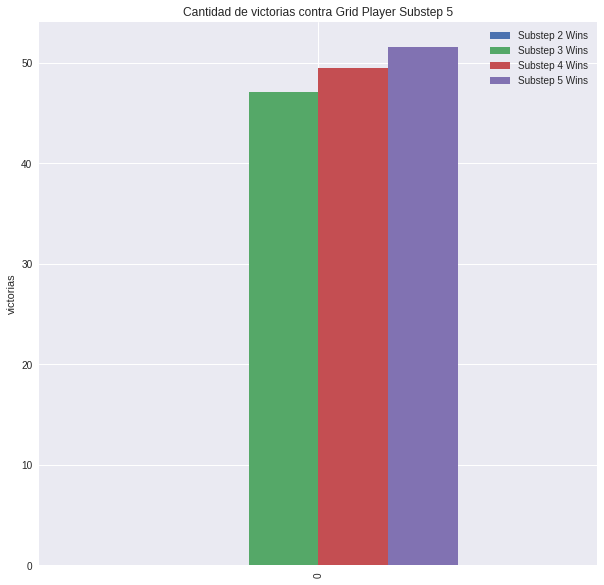 Cantidad de victorias contra Grid Player Substep 5
Substep 2 Wins
Substep 3 Wins
Substep 4 Wins
Substep 5 Wins
50
40
30
20
10
0
victorias
0